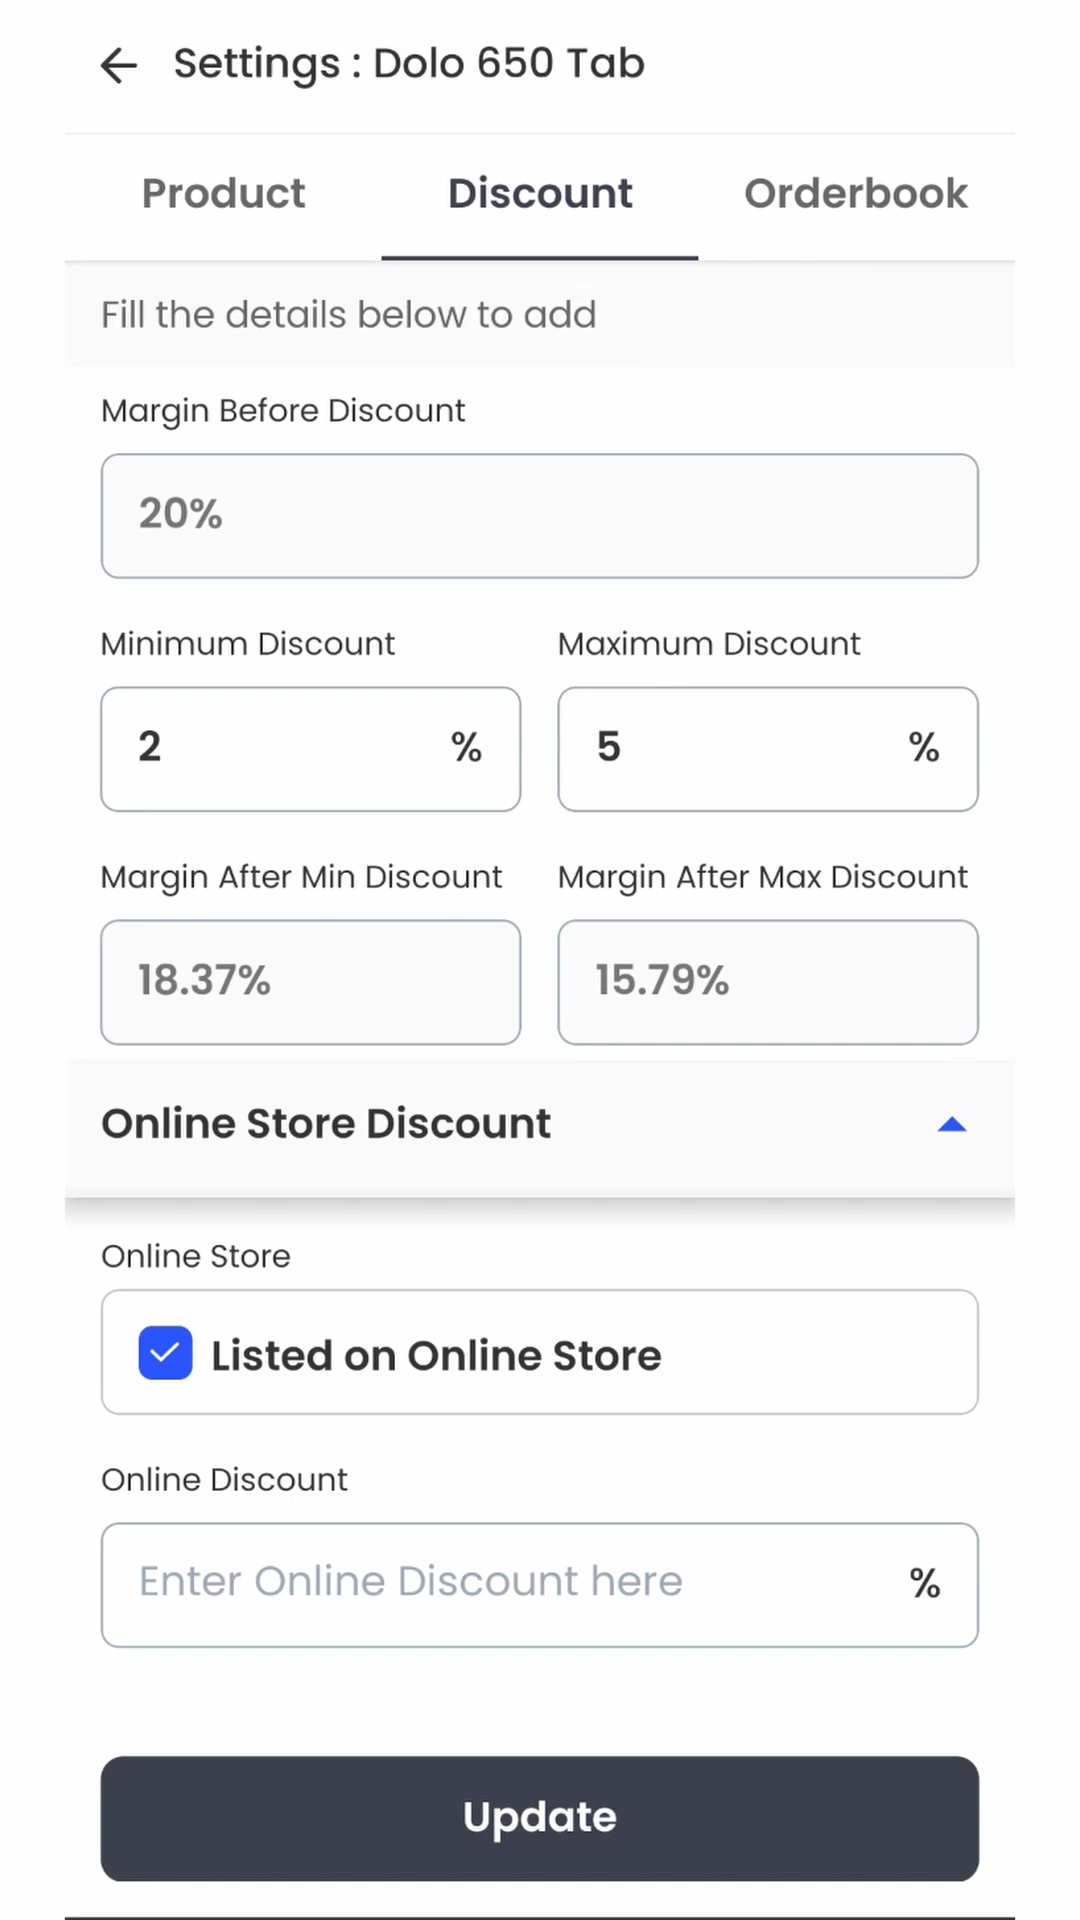 Settings : Dolo 650 Tab
Product Discount Orderbook
Fill the details below to add
Margin Before Discount
20%
Minimum Discount Maximum Discount
2 % 5 %
Margin After Min Discount Margin After Max Discount
18.37% 15.79%
Online Store Discount
Online Store
Listed on Online Store
Online Discount
Enter Online Discount here %
Update